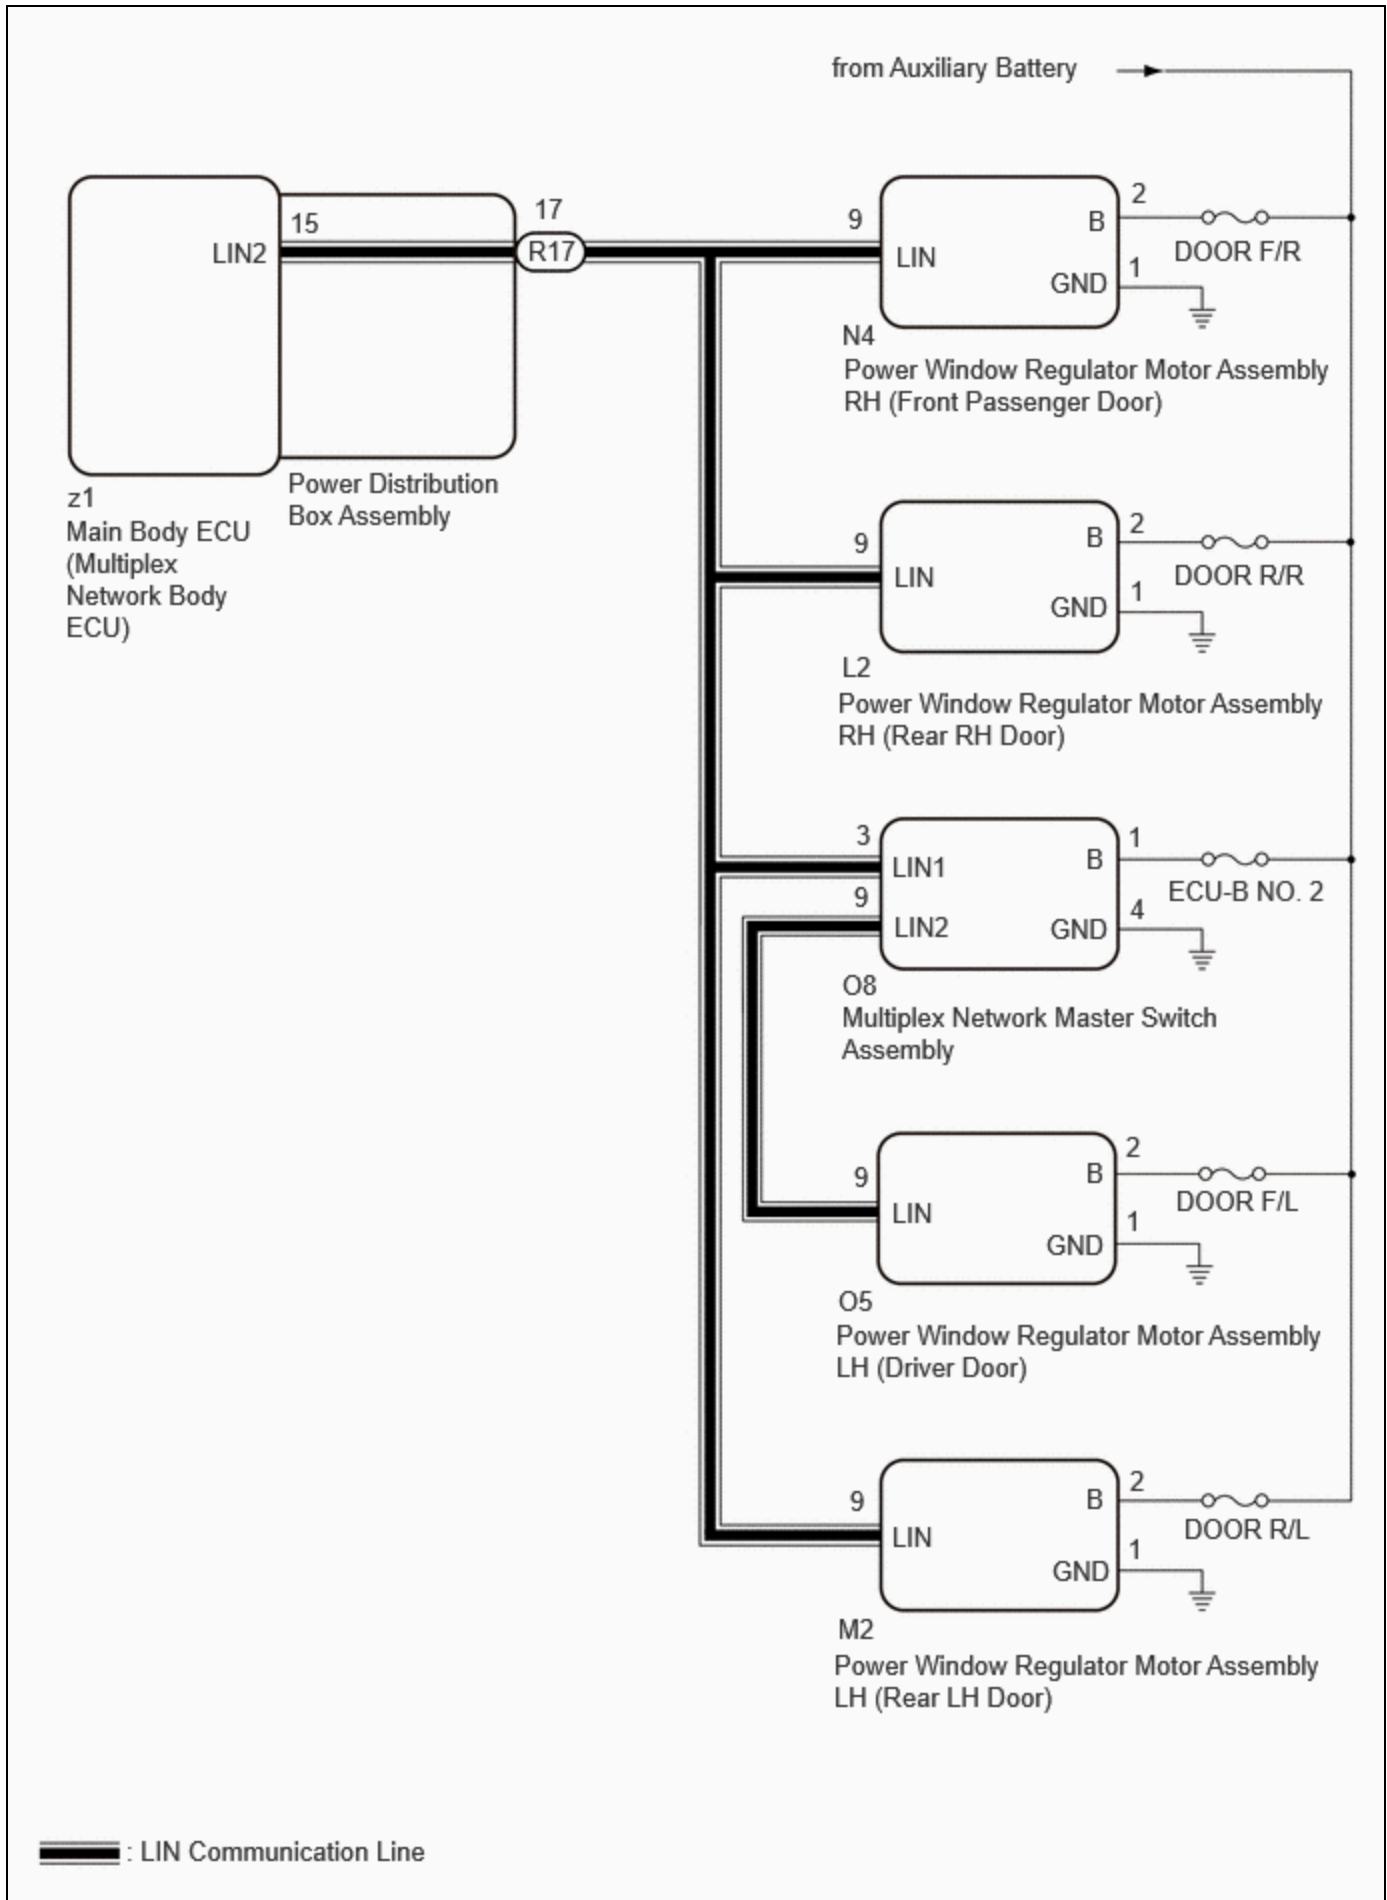 from Auxiliary Battery
LIN2
15
17
R17
z1
Main Body ECU
(Multiplex
Network Body
ECU)
Power Distribution
Box Assembly
9
LIN
B
2
DOOR F/R
GND
1
N4
Power Window Regulator Motor Assembly
RH (Front Passenger Door)
9
LIN
B
2
DOOR R/R
GND
1
L2
Power Window Regulator Motor Assembly
RH (Rear RH Door)
3
LIN1
9
LIN2
B
1
ECU-B NO. 2
GND
4
O8
Multiplex Network Master Switch
Assembly
9
LIN
B
2
DOOR F/L
GND
1
O5
Power Window Regulator Motor Assembly
LH (Driver Door)
9
LIN
B
2
DOOR R/L
GND
1
M2
Power Window Regulator Motor Assembly
LH (Rear LH Door)
: LIN Communication Line